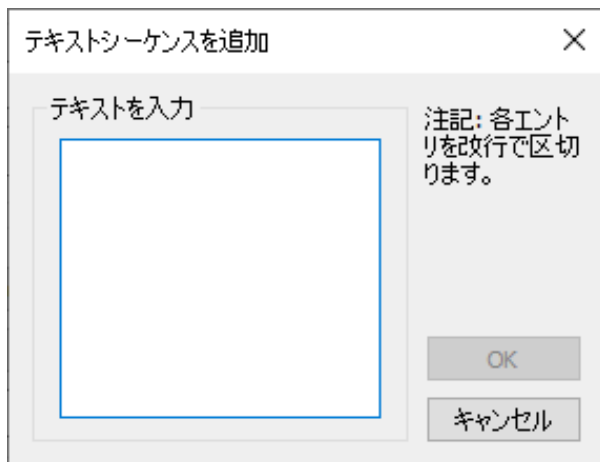 テキストシーケンスを追加
テキストを入力
注記: 各エント
リを改行で区切
ります。
OK
キャンセル